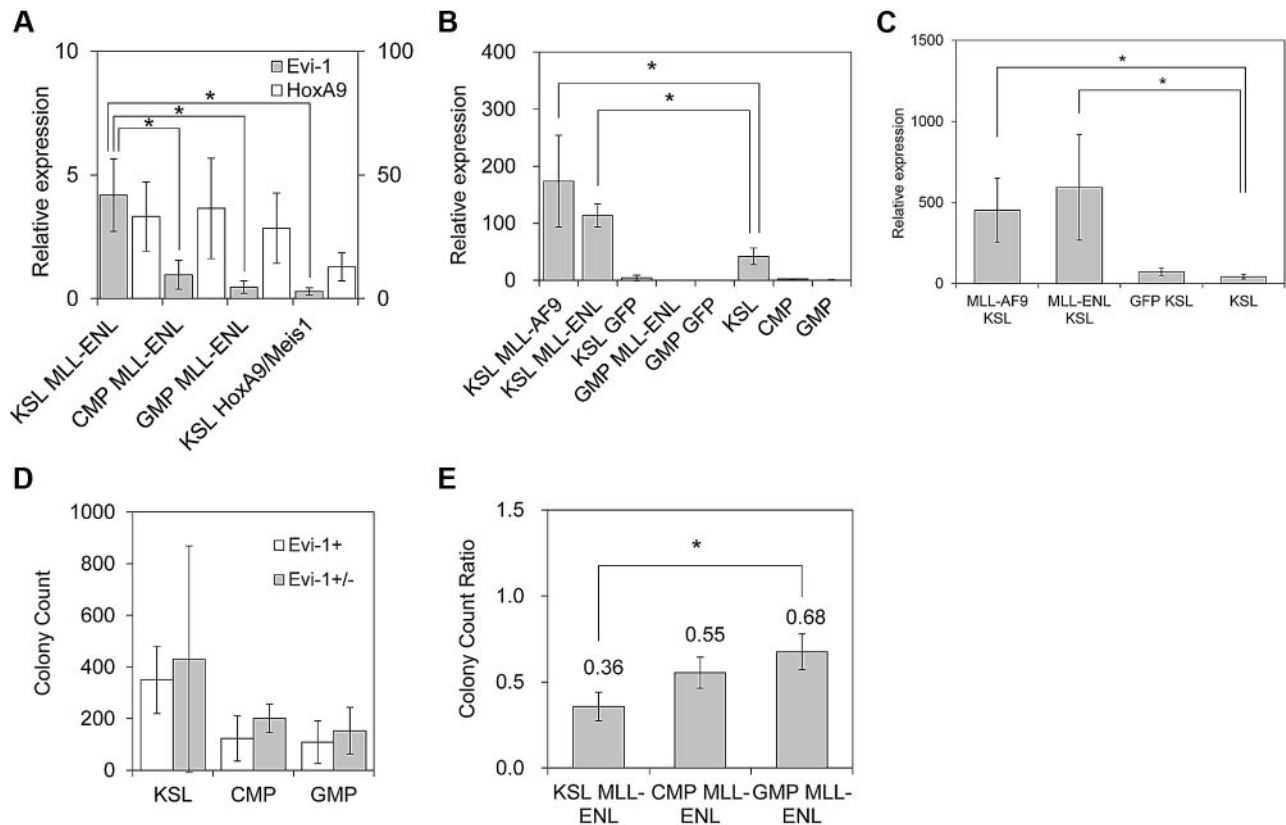 A
Relative expression
10
5
0
100
50
0
Evi-1
HoxA9
*
*
*
KSL MLL-ENL
CMP MLL-ENL
GMP MLL-ENL
KSL HoxA9/Meis1
B
Relative expression
400
300
200
100
0
*
*
KSL MLL-AF9
KSL MLL-ENL
KSL GFP
GMP MLL-ENL
GMP GFP
KSL
CMP
GMP
C
Relative expression
1500
1000
500
0
*
*
MLL-AF9
KSL
MLL-ENL
KSL
GFP KSL
KSL
D
Colony Count
1000
800
600
400
200
0
Evi-1+
Evi-1+/-
KSL
CMP
GMP
E
Colony Count Ratio
1.5
1.0
0.5
0.0
*
0.36
0.55
0.68
KSL MLL-
ENL
CMP MLL-
ENL
GMP MLL-
ENL